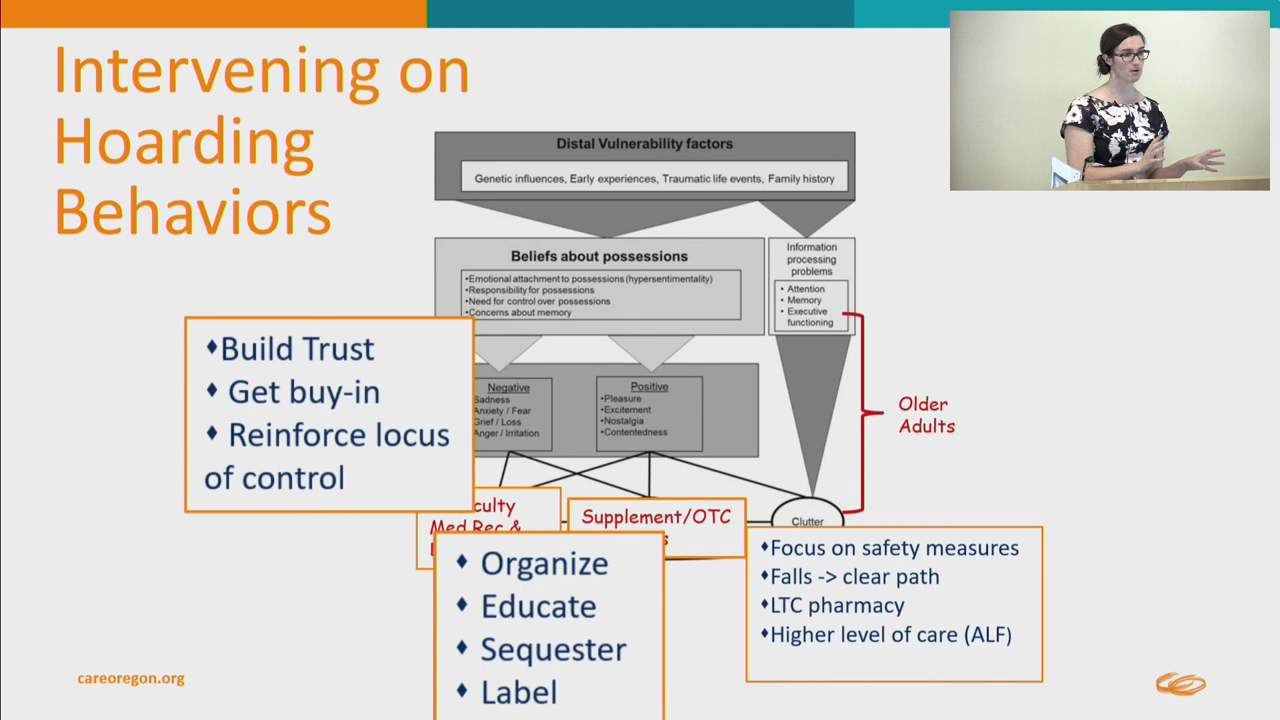 Intervening on
Hoarding
Behaviors
Distal Vulnerability factors
Genetic influences, Early experiences, Traumatic life events, Family history
Beliefs about possessions
•Emotional attachment to possessions (hypersentimentality)
•Responsibility for possessions
•Need for control over possessions
•Concerns about memory
Information
processing
problems
• Attention
• Memory
• Executive
functioning
♦Build Trust
♦ Get buy-in
♦ Reinforce locus
of control
Negative
Sadness
Anxiety / Fear
Grief / Loss
Anger / Irritation
Positive
•Pleasure
•Excitement
•Nostalgia
•Contentedness
Older
Adults
culty
Med Rec &
Supplement/OTC
Clutter
♦ Organize
♦ Educate
♦ Sequester
♦ Label
♦Focus on safety measures
♦Falls -> clear path
♦LTC pharmacy
♦Higher level of care (ALF)
careoregon.org